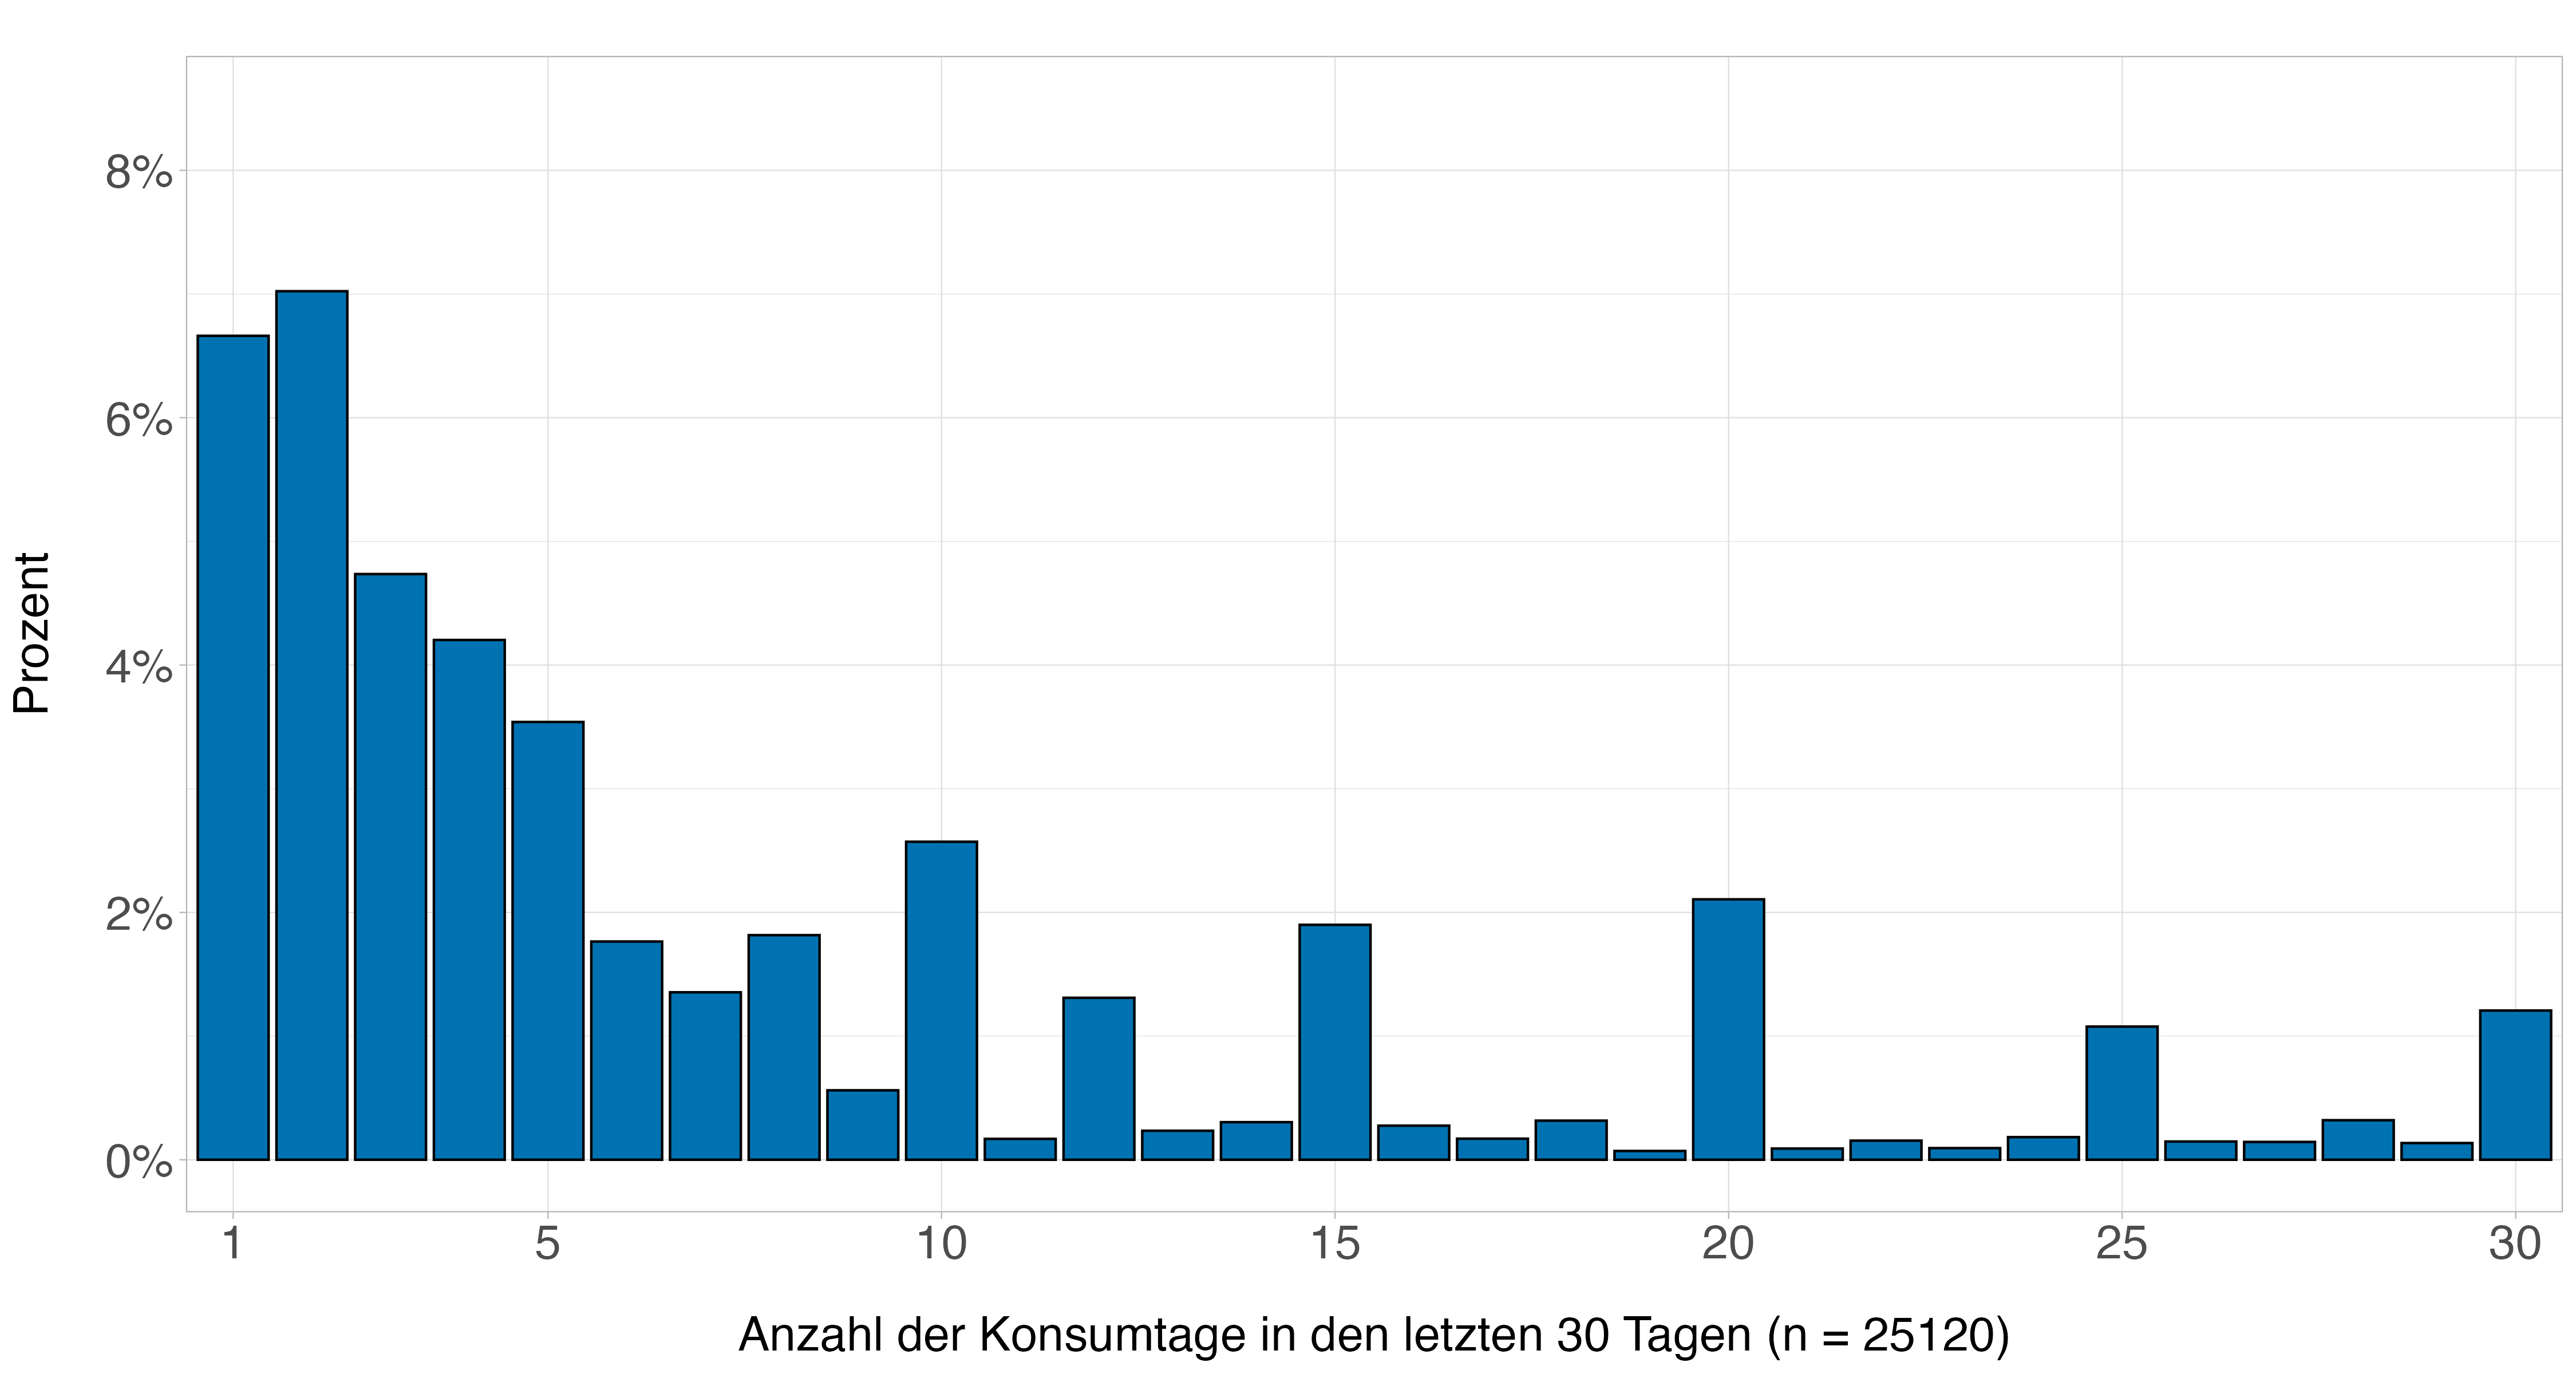 8%
6%
4%
2%
0%
Prozent
1 5 10 15 20 25 30
Anzahl der Konsumtage in den letzten 30 Tagen (n = 25120)